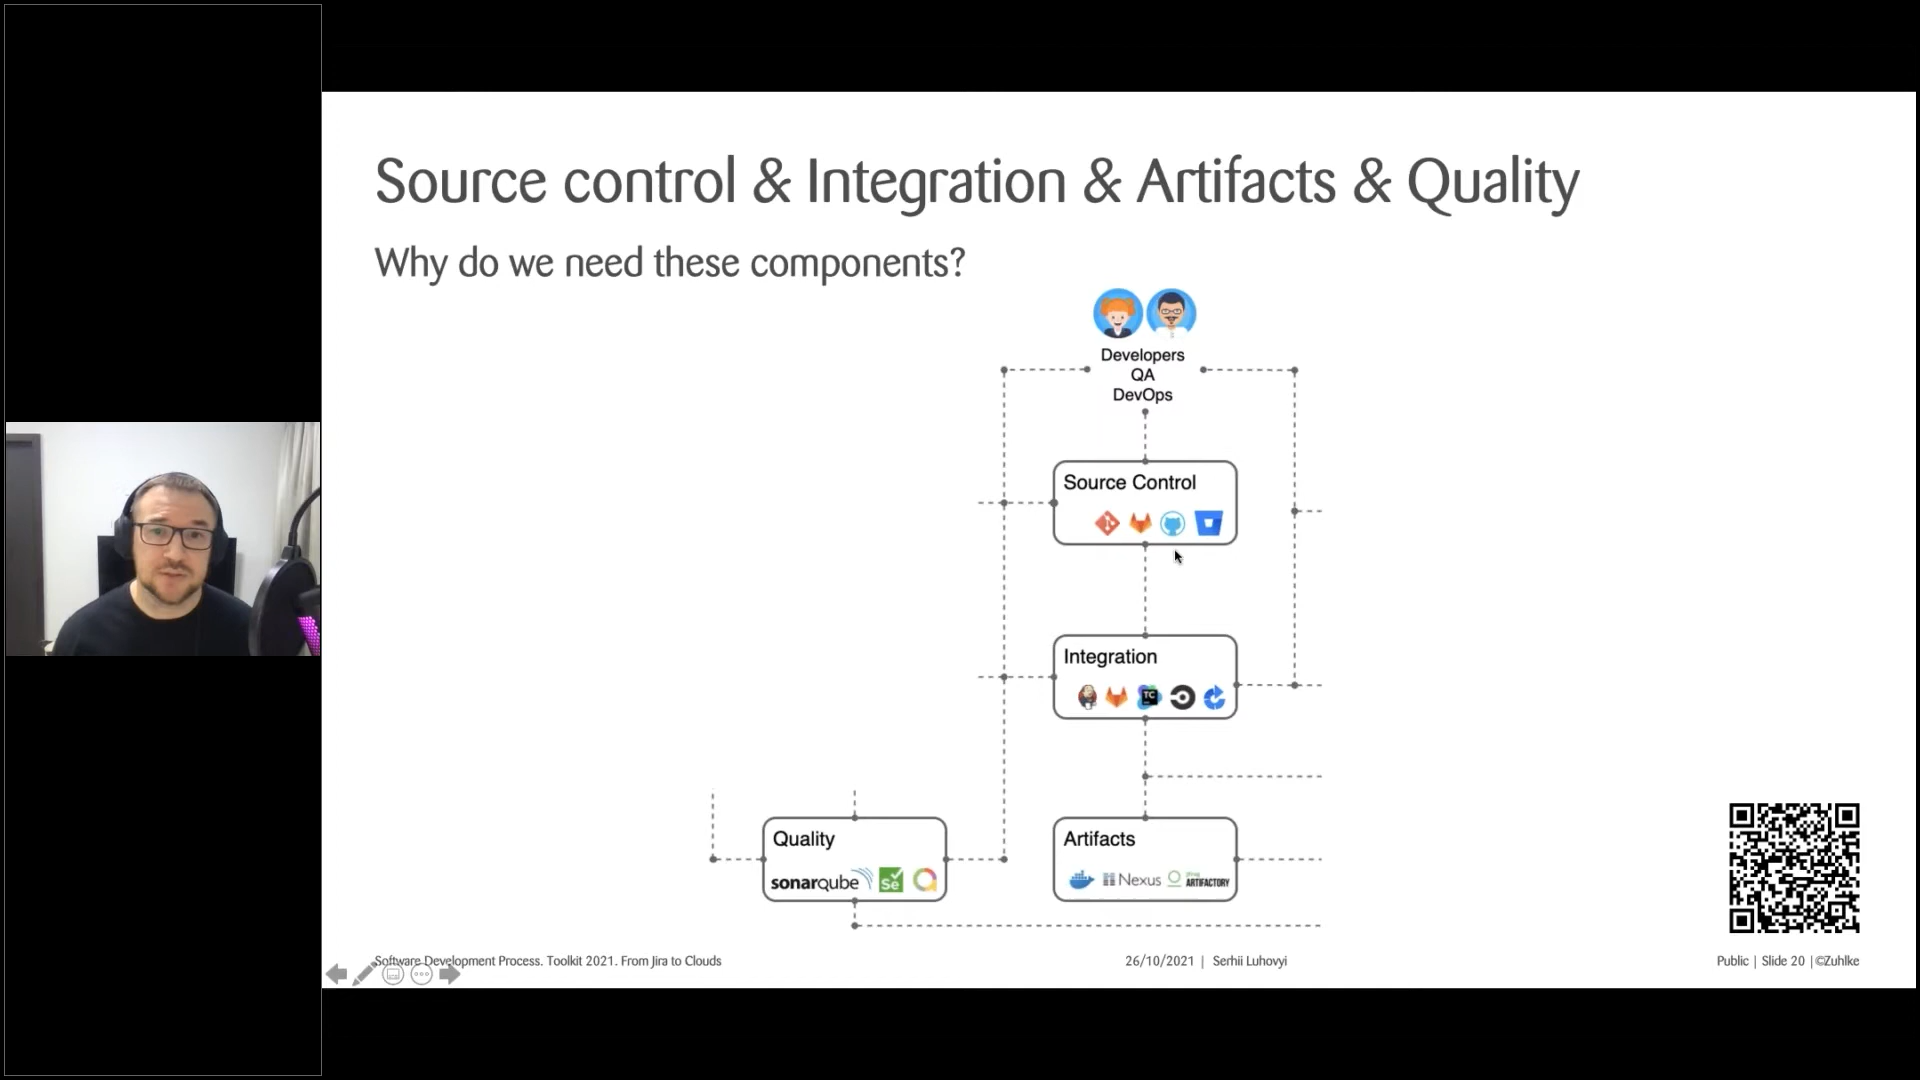 Source control & Integration & Artifacts & Quality
Why do we need these components?
Developers
QA
DevOps
Source Control
Integration
TC
Quality
sonarqube
Se
Artifacts
Nexus
ARTIFACTORY
Software Development Process. Toolkit 2021. From Jira to Clouds
26/10/2021 | Serhii Luhovyi
Public | Slide 20 |©Zuhlke